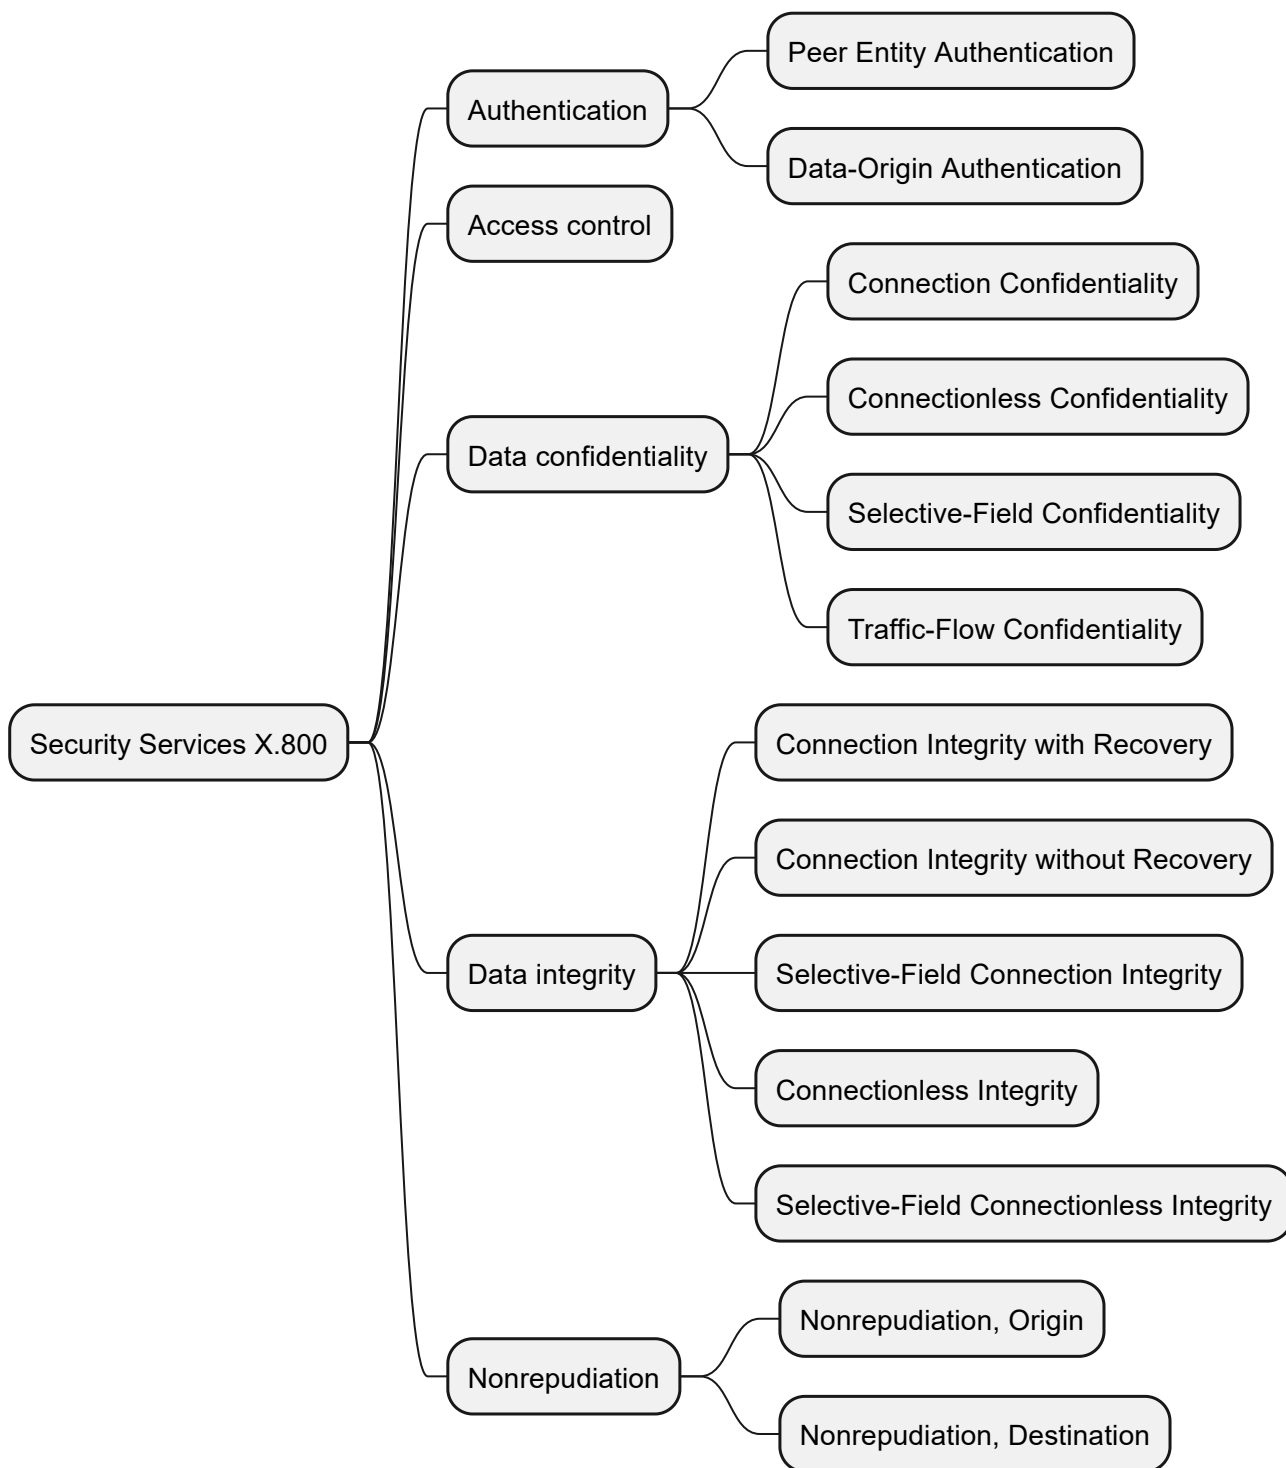 Security Services X.800
Authentication
Peer Entity Authentication
Data-Origin Authentication
Access control
Data confidentiality
Connection Confidentiality
Connectionless Confidentiality
Selective-Field Confidentiality
Traffic-Flow Confidentiality
Data integrity
Connection Integrity with Recovery
Connection Integrity without Recovery
Selective-Field Connection Integrity
Connectionless Integrity
Selective-Field Connectionless Integrity
Nonrepudiation
Nonrepudiation, Origin
Nonrepudiation, Destination